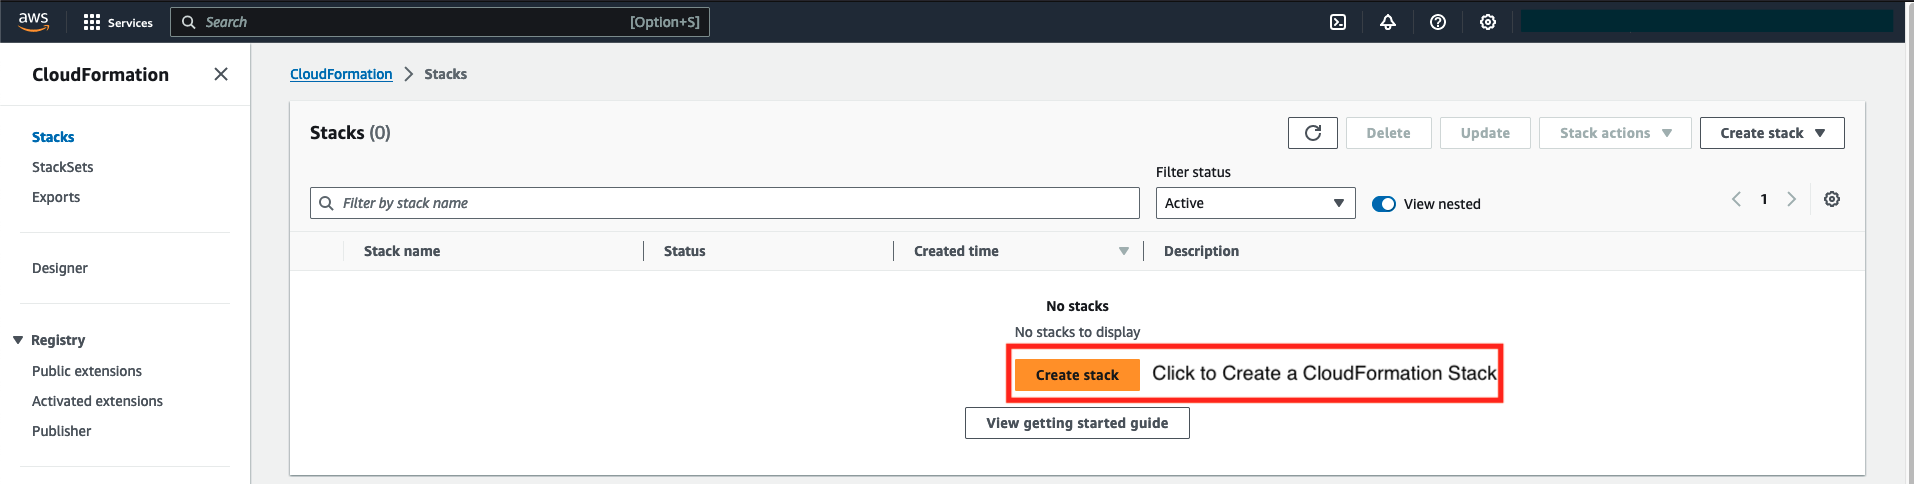 aws
Services
Search
[Option+S]
CloudFormation
Stacks
StackSets
Exports
Designer
Registry
Public extensions
Activated extensions
Publisher
CloudFormation
Stacks
Stacks (0)
Delete
Update
Stack actions
Create stack
Filter by stack name
Filter status
Active
View nested
1
Stack name
Status
Created time
Description
No stacks
No stacks to display
Create stack
Click to Create a CloudFormation Stack
View getting started guide